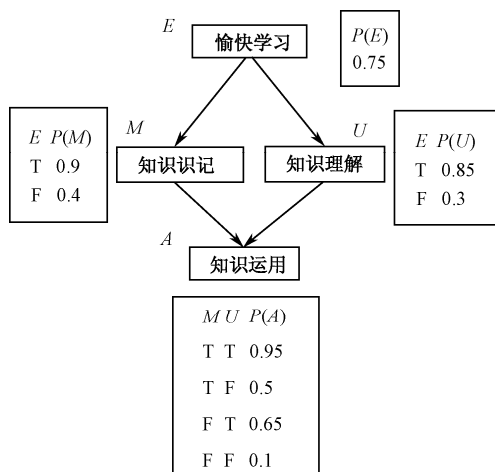 E
愉快学习
P(E)
0.75
M
知识识记
E P(M)
T 0.9
F 0.4
U
知识理解
E P(U)
T 0.85
F 0.3
A
知识运用
M U P(A)
T T 0.95
T F 0.5
F T 0.65
F F 0.1